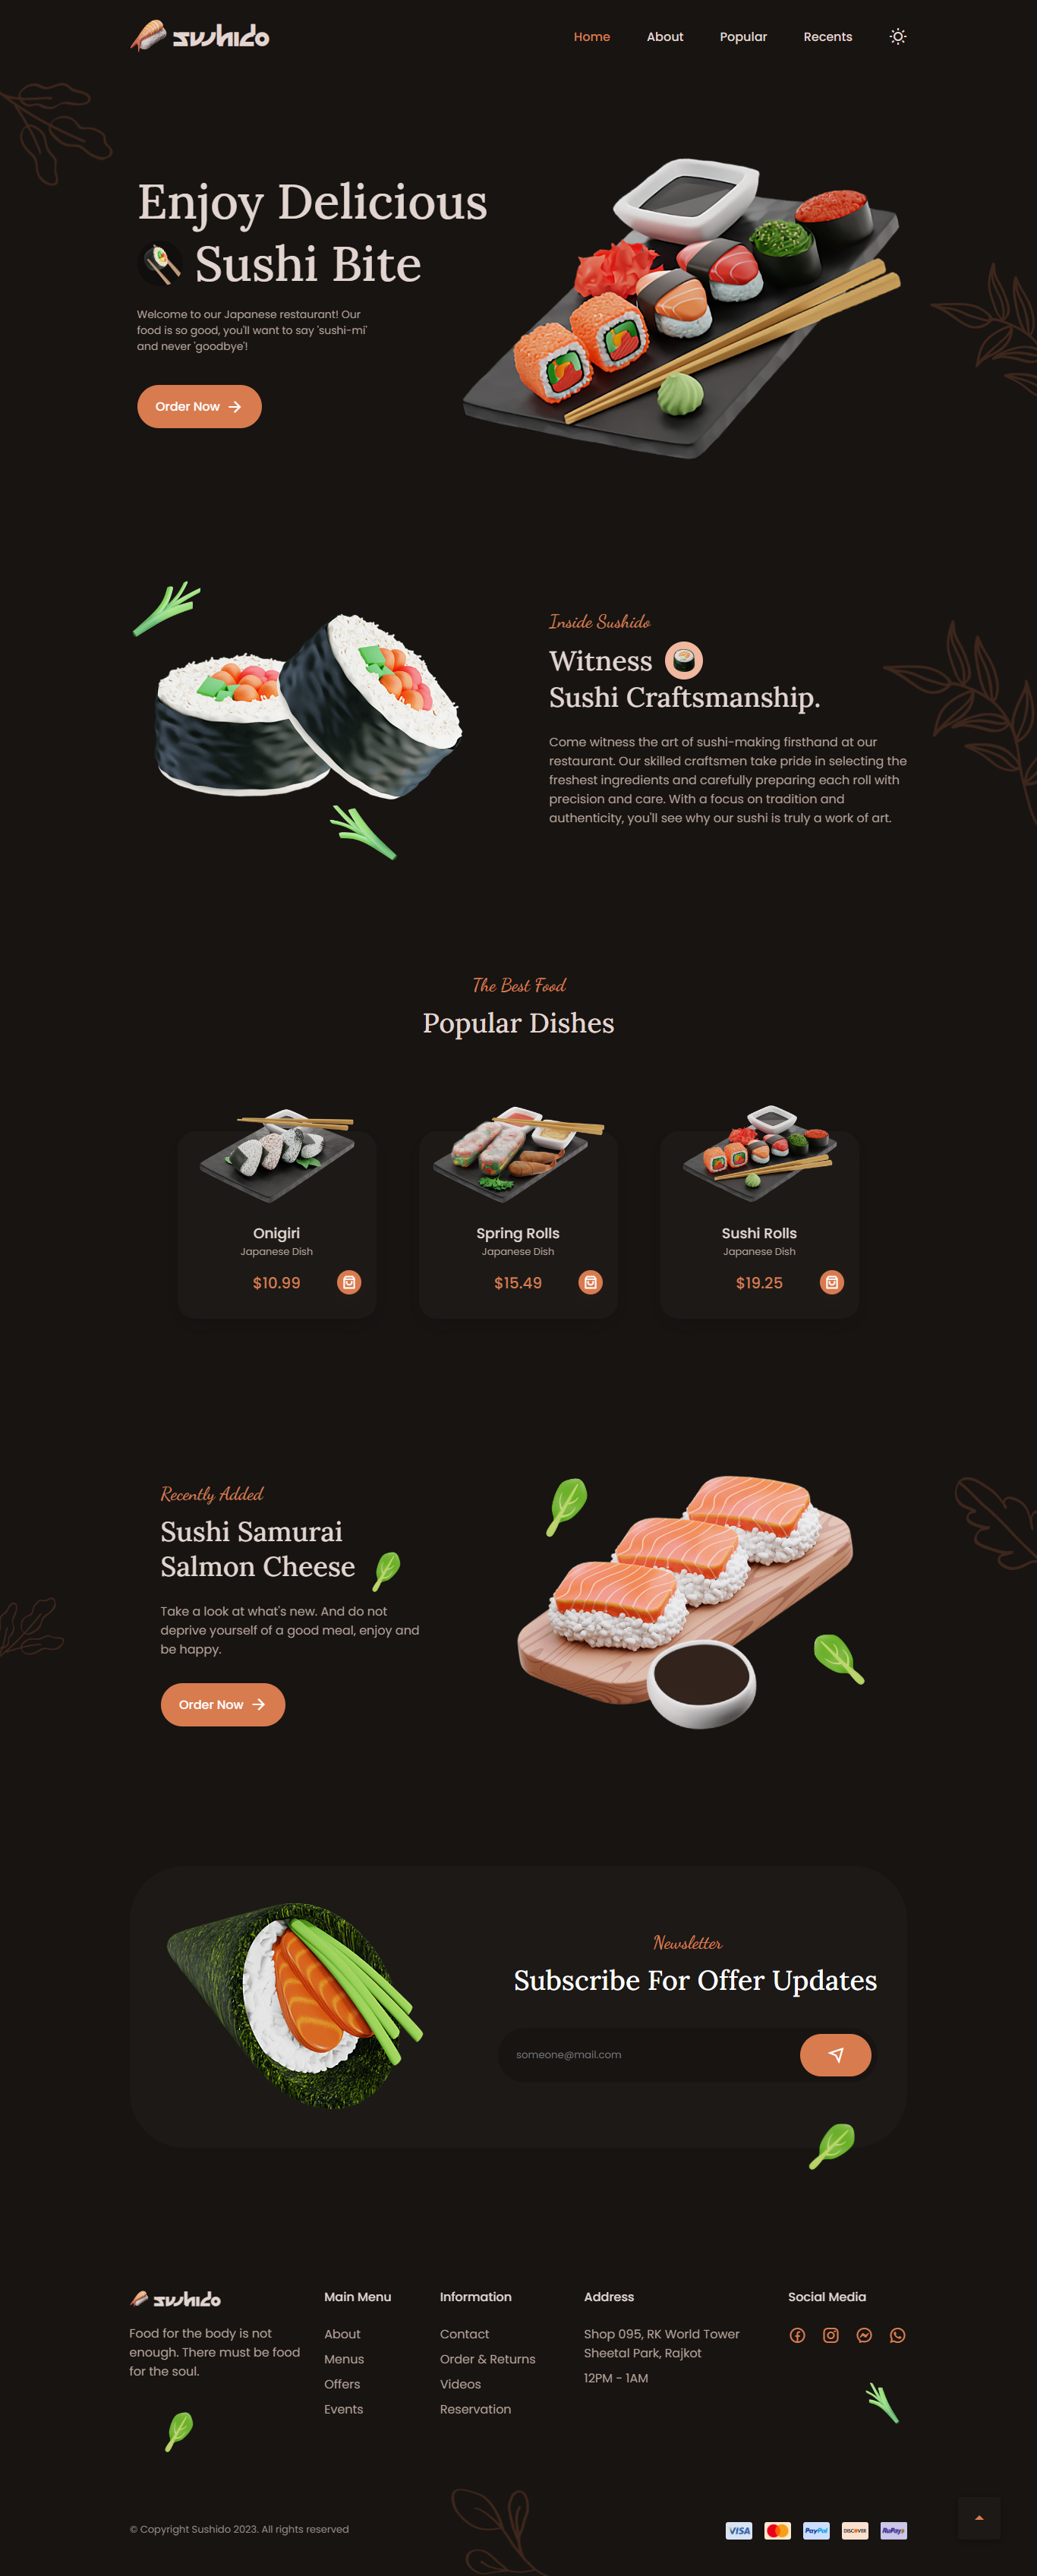 sushido
Home
About
Popular
Recents
Enjoy Delicious
Sushi Bite
Welcome to our Japanese restaurant! Our
food is so good, you'll want to say 'sushi-mi'
and never 'goodbye'!
Order Now
Inside Sushido
Witness
Sushi Craftsmanship.
Come witness the art of sushi-making firsthand at our
restaurant. Our skilled craftsmen take pride in selecting the
freshest ingredients and carefully preparing each roll with
precision and care. With a focus on tradition and
authenticity, you'll see why our sushi is truly a work of art.
The Best Food
Popular Dishes
Onigiri
Japanese Dish
$10.99
Spring Rolls
Japanese Dish
$15.49
Sushi Rolls
Japanese Dish
$19.25
Recently Added
Sushi Samurai
Salmon Cheese
Take a look at what's new. And do not
deprive yourself of a good meal, enjoy and
be happy.
Order Now
Newsletter
Subscribe For Offer Updates
someone@mail.com
sushido
Food for the body is not
enough. There must be food
for the soul.
Main Menu
About
Menus
Offers
Events
Information
Contact
Order & Returns
Videos
Reservation
Address
Shop 095, RK World Tower
Sheetal Park, Rajkot
12PM - 1AM
Social Media
© Copyright Sushido 2023. All rights reserved
VISA
PayPal
DISCOVER
RuPay